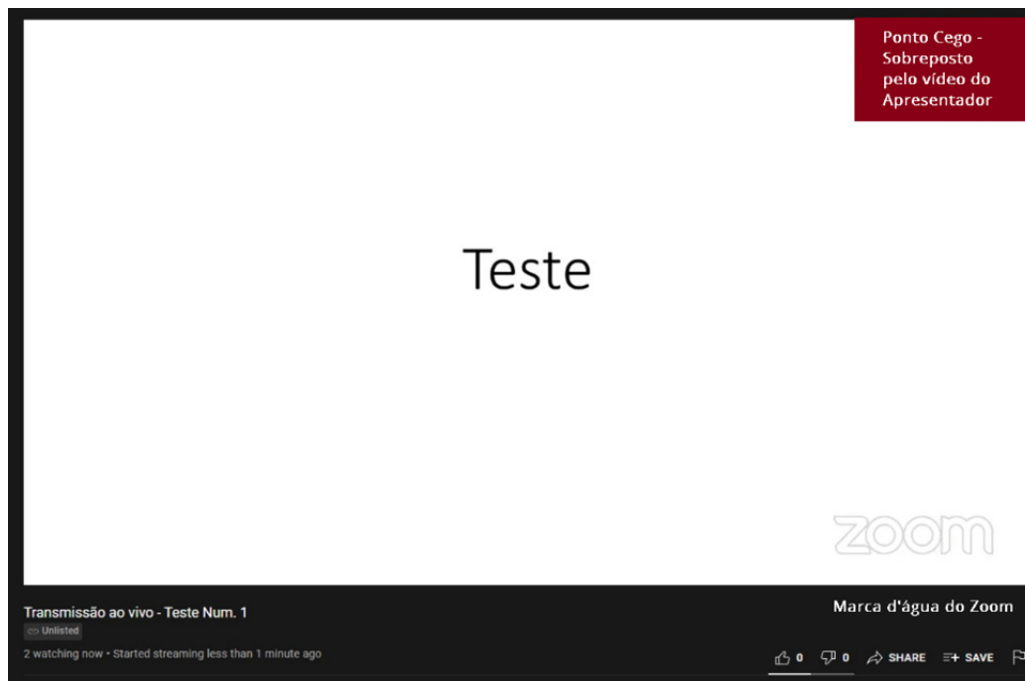 Ponto Cego -
Sobreposto
pelo vídeo do
Apresentador
Teste
zoom
Transmissão ao vivo - Teste Num. 1
Marca d'água do Zoom
Unlisted
2 watching now • Started streaming less than 1 minute ago
0 0 SHARE SAVE